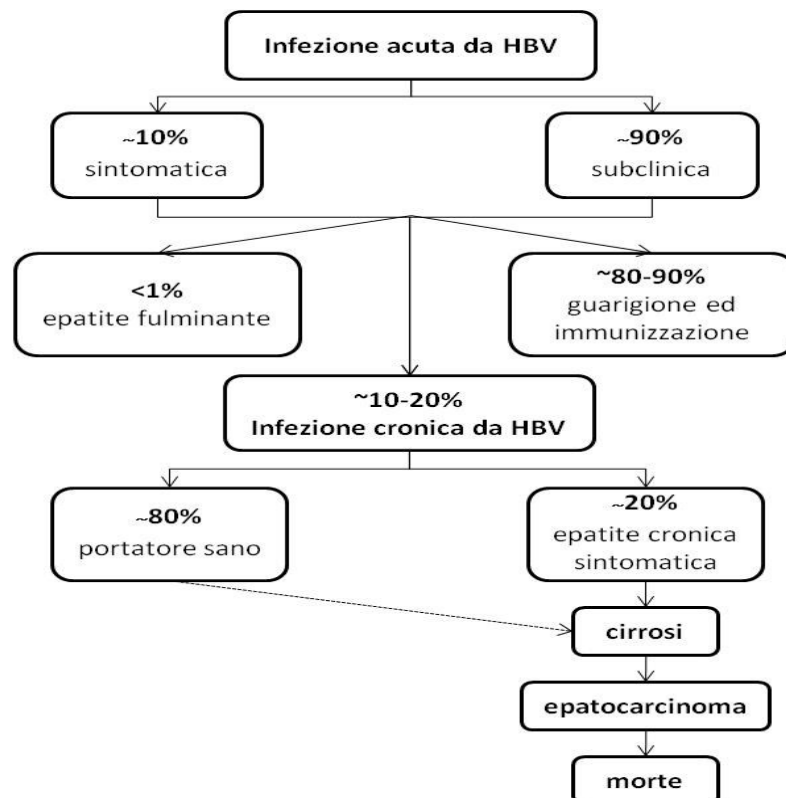 Infezione acuta da HBV
~10%
sintomatica
~90%
subclinica
<1%
epatite fulminante
~80-90%
guarigione ed
immunizzazione
~10-20%
Infezione cronica da HBV
~80%
portatore sano
~20%
epatite cronica
sintomatica
cirrosi
epatocarcinoma
morte